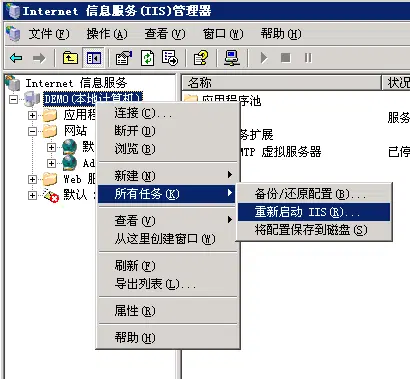 Internet 信息服务(IIS)管理器
文件(F) 操作(A) 查看(V) 窗口(W) 帮助(H)
Internet 信息服务
名称
状况
DEMO(本地计算机)
应用程序池
应用程
连接(C)...
服务
网站
断开(D)
务扩展
默
浏览(B)
MTP 虚拟服务器
已停
Ad
Web 服
新建(N)
默认
所有任务(K)
备份/还原配置(B)...
重新启动 IIS(R)...
将配置保存到磁盘(S)
查看(V)
从这里创建窗口(W)
刷新(F)
导出列表(L)...
属性(R)
帮助(H)